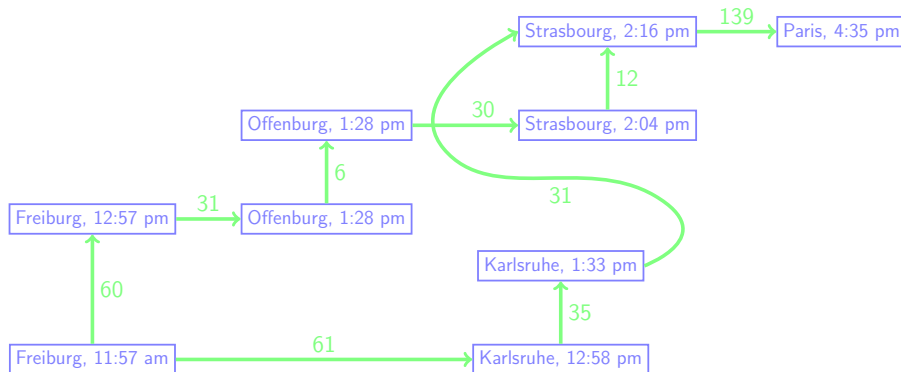 139
Strasbourg, 2:16 pm
Paris, 4:35 pm
12
30
Offenburg, 1:28 pm
Strasbourg, 2:04 pm
6
31
31
Freiburg, 12:57 pm
Offenburg, 1:28 pm
Karlsruhe, 1:33 pm
60
35
61
Freiburg, 11:57 am
Karlsruhe, 12:58 pm